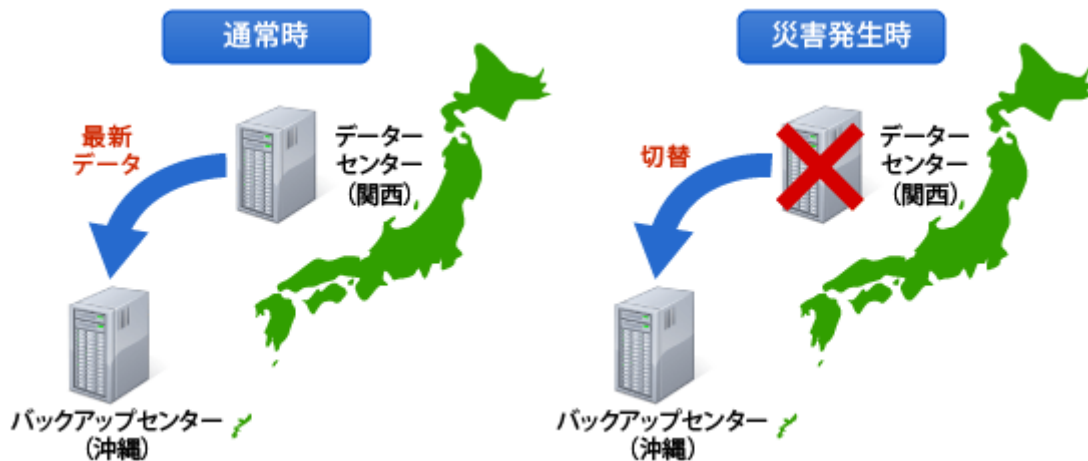 通常時
最新
データ
データー
センター
(関西)
バックアップセンター
(沖縄)
災害発生時
切替
データー
センター
(関西)
バックアップセンター
(沖縄)